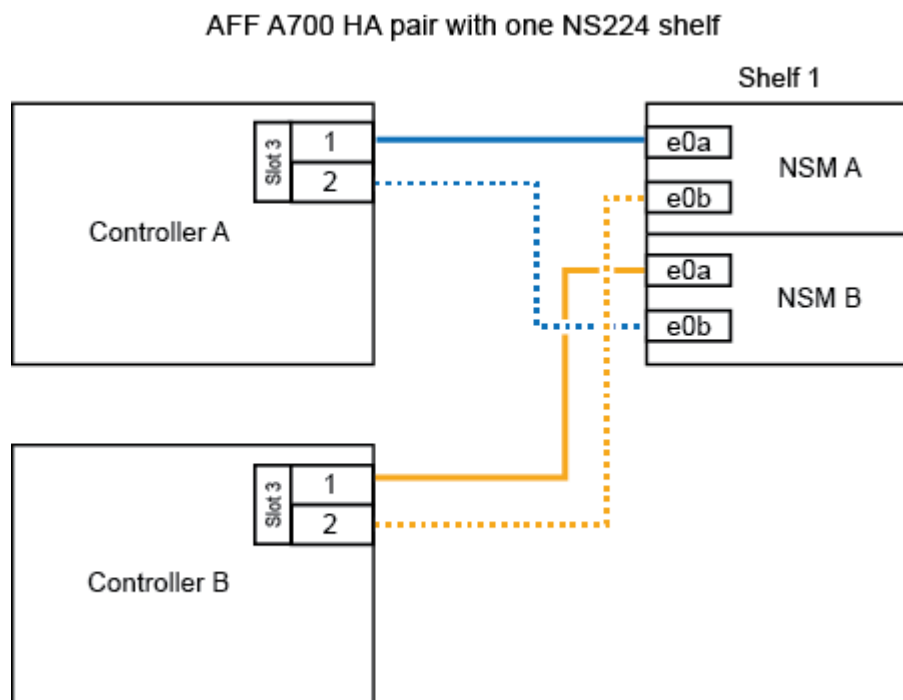 AFF A700 HA pair with one NS224 shelf
Shelf 1
Slot 3
1
2
Controller A
e0a
e0b
NSM A
e0a
e0b
NSM B
Slot 3
1
2
Controller B